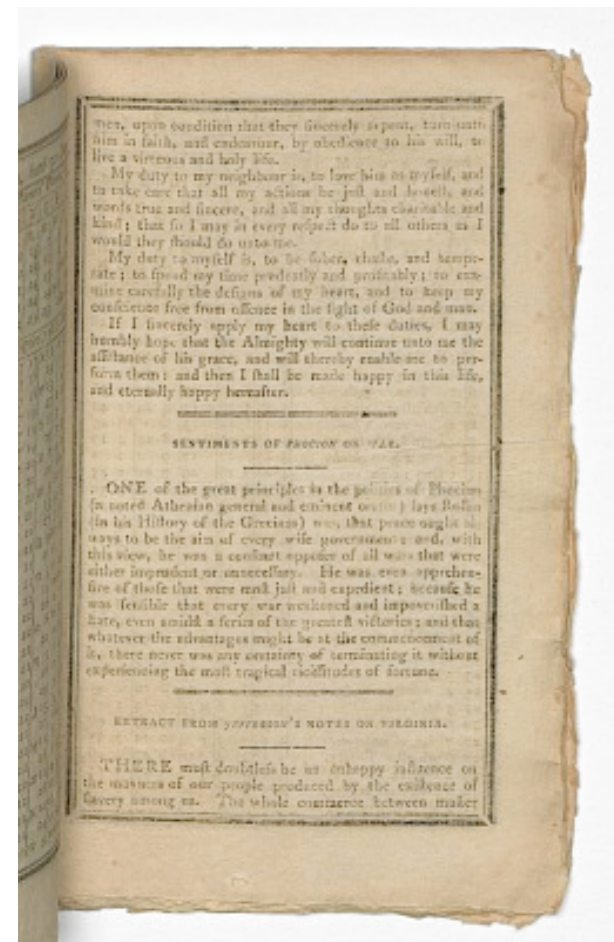 men, upon condition that they sincerely repent, turn unto
him in faith, and endeavour, by obedience to his will, to
live a virtuous and holy life.
My duty to my neighbour is, to love him as myself, and
to take care that all my actions be just and honest, and
words true and sincere, and all my thoughts charitable and
kind; that so I may in every respect do to all others as I
would they should do unto me.
My duty to myself is, to be sober, chaste, and tempe-
rate; to spend my time prudently and profitably; to exa-
mine carefully the designs of my heart, and to keep my
conscience free from offence in the sight of God and man.
If I sincerely apply my heart to these duties, I may
humbly hope that the Almighty will continue unto me the
assistance of his grace, and will thereby enable me to per-
form them: and then I shall be made happy in this life,
and eternally happy hereafter.
SENTIMENTS OF PHOCION ON WAR.
ONE of the great principles in the politics of Phocion
(a noted Athenian general and eminent orator) says Rollin
(in his History of the Grecians) was, that peace ought al-
ways to be the aim of every wise government: and, with
this view, he was a constant opposer of all wars that were
either imprudent or unnecessary. He was even apprehen-
sive of those that were most just and expedient; because he
was sensible that every war weakened and impoverished a
state, even amidst a series of the greatest victories; and that
whatever the advantages might be at the commencement of
it, there never was any certainty of terminating it without
experiencing the most tragical vicissitudes of fortune.
EXTRACT FROM JEFFERSON'S NOTES ON VIRGINIA.
THERE must doubtless be an unhappy influence on
the manners of our people produced by the existence of
slavery among us. The whole commerce between master